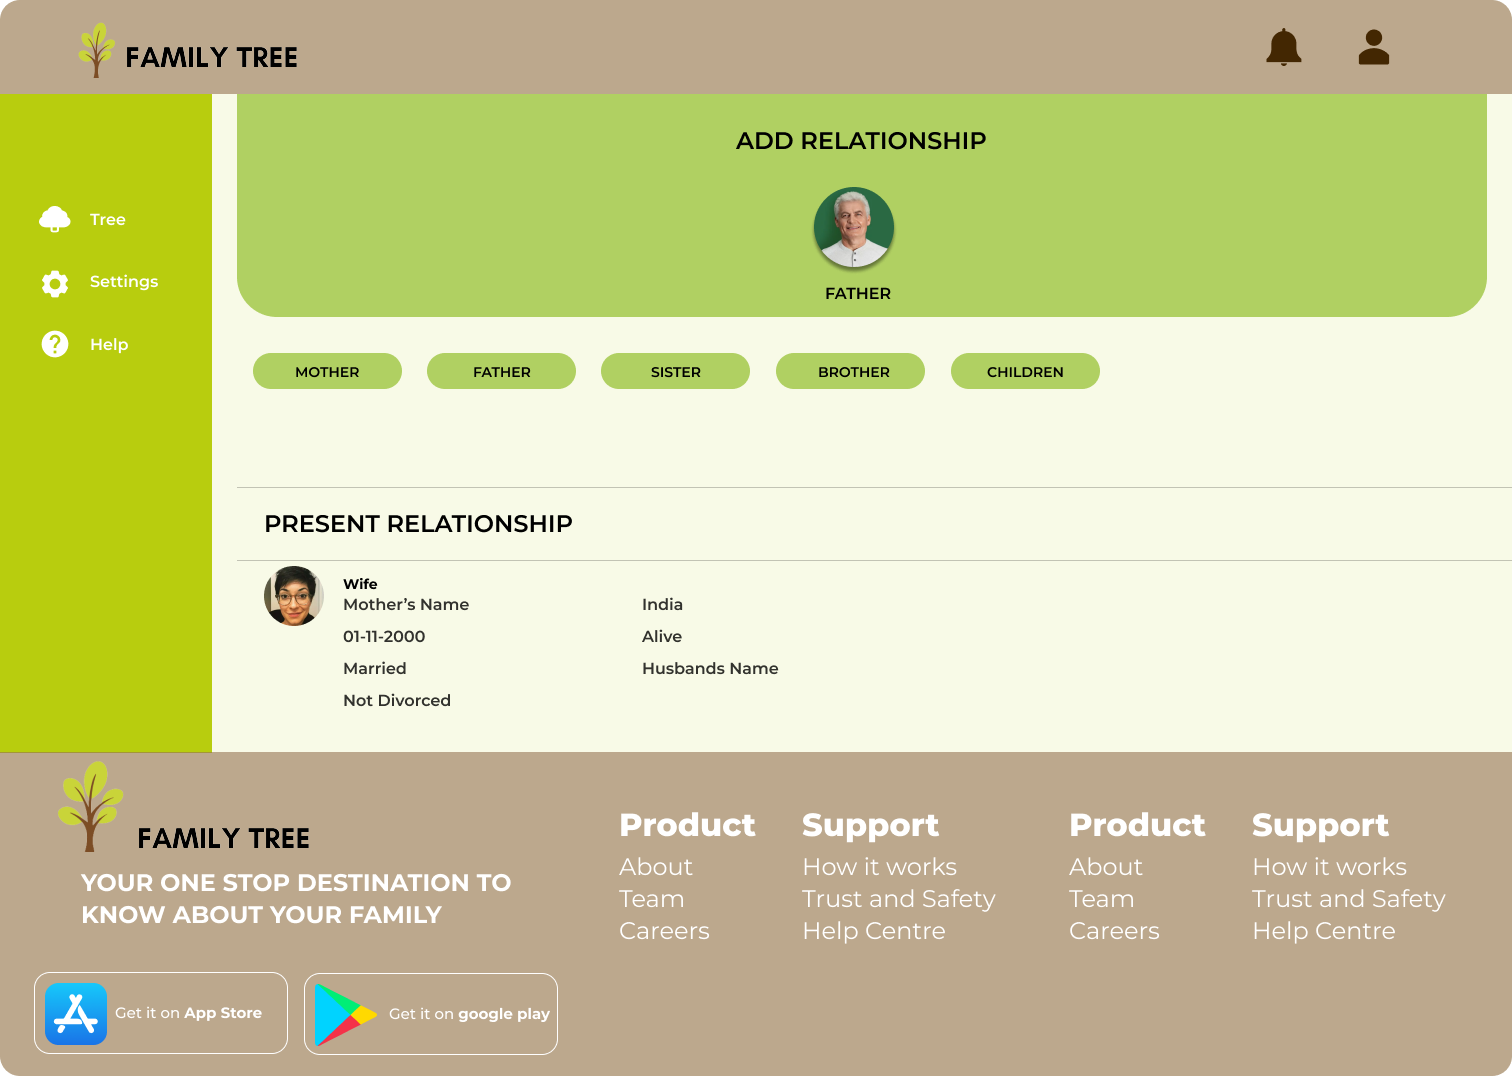 FAMILY TREE
Tree
Settings
Help
ADD RELATIONSHIP
FATHER
MOTHER
FATHER
SISTER
BROTHER
CHILDREN
PRESENT RELATIONSHIP
Wife
Mother’s Name
India
01-11-2000
Alive
Married
Husbands Name
Not Divorced
FAMILY TREE
YOUR ONE STOP DESTINATION TO
KNOW ABOUT YOUR FAMILY
Get it on App Store
Get it on google play
Product
About
Team
Careers
Support
How it works
Trust and Safety
Help Centre
Product
About
Team
Careers
Support
How it works
Trust and Safety
Help Centre